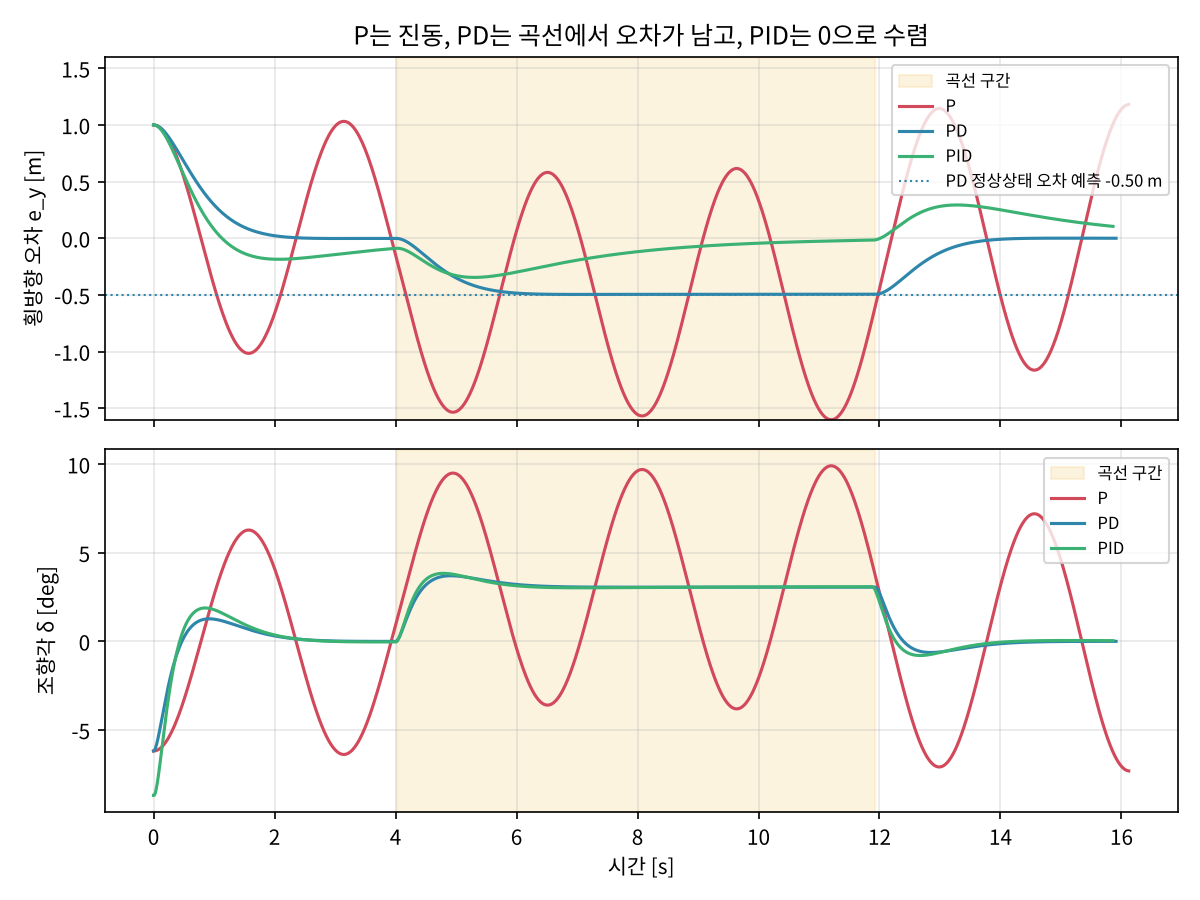 P는 진동, PD는 곡선에서 오차가 남고, PID는 0으로 수렴
횡방향 오차 e_y [m]
1.5
1.0
0.5
0.0
-0.5
-1.0
-1.5
곡선 구간
P
PD
PID
PD 정상상태 오차 예측 -0.50 m
조향각 δ [deg]
10
5
0
-5
곡선 구간
P
PD
PID
0 2 4 6 8 10 12 14 16
시간 [s]